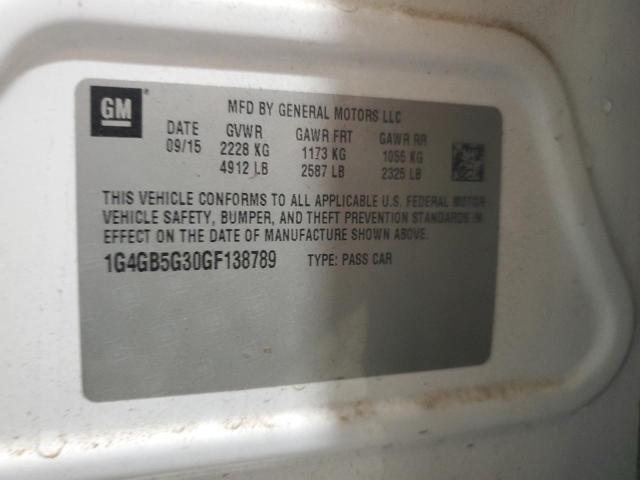 GM
MFD BY GENERAL MOTORS LLC
DATE GVWR GAWR FRT GAWR RR
09/15 2228 KG 1173 KG 1055 KG
4912 LB 2587 LB 2325 LB
THIS VEHICLE CONFORMS TO ALL APPLICABLE U.S. FEDERAL MOTOR
VEHICLE SAFETY, BUMPER, AND THEFT PREVENTION STANDARDS IN
EFFECT ON THE DATE OF MANUFACTURE SHOWN ABOVE.
1G4GB5G30GF138789 TYPE: PASS CAR